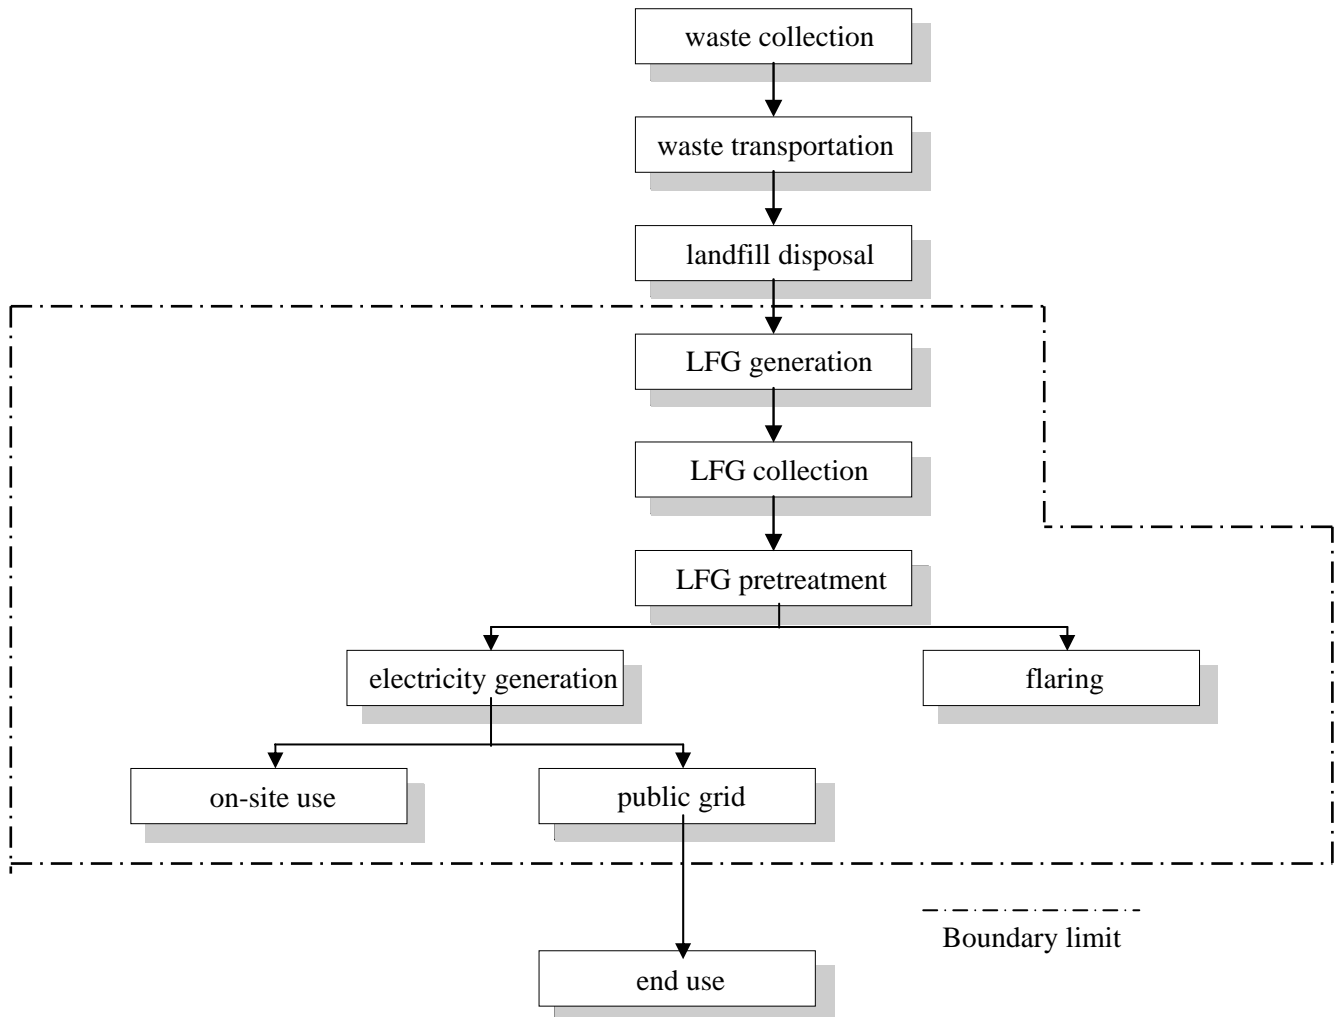 waste collection
waste transportation
landfill disposal
LFG generation
LFG collection
LFG pretreatment
electricity generation
flaring
on-site use
public grid
Boundary limit
end use